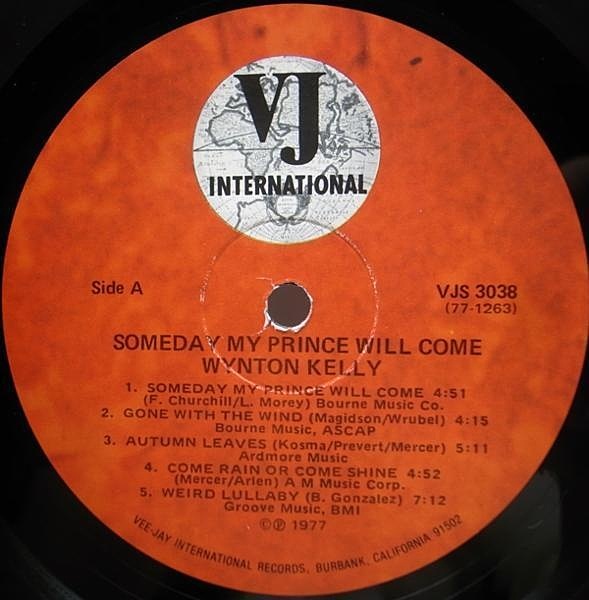 VJ
INTERNATIONAL
Side A
VJS 3038
(77-1263)
SOMEDAY MY PRINCE WILL COME
WYNTON KELLY
1. SOMEDAY MY PRINCE WILL COME 4:51
(F. Churchill/L. Morey) Bourne Music Co.
2. GONE WITH THE WIND (Magidson/Wrubel) 4:15
Bourne Music, ASCAP
3. AUTUMN LEAVES (Kosma/Prevert/Mercer) 5:11
Ardmore Music
4. COME RAIN OR COME SHINE 4:52
(Mercer/Arlen) A M Music Corp.
5. WEIRD LULLABY (B. Gonzalez) 7:12
Groove Music, BMI
©℗ 1977
VEE-JAY INTERNATIONAL RECORDS, BURBANK, CALIFORNIA 91502